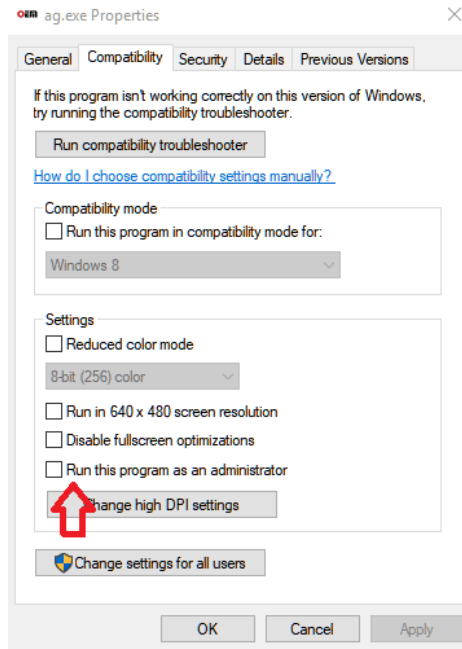 OEM ag.exe Properties
General Compatibility Security Details Previous Versions
If this program isn't working correctly on this version of Windows,
try running the compatibility troubleshooter.
Run compatibility troubleshooter
How do I choose compatibility settings manually?
Compatibility mode
Run this program in compatibility mode for:
Windows 8
Settings
Reduced color mode
8-bit (256) color
Run in 640 x 480 screen resolution
Disable fullscreen optimizations
Run this program as an administrator
Change high DPI settings
Change settings for all users
OK Cancel Apply